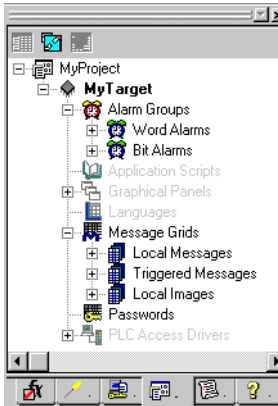 MyProject
MyTarget
Alarm Groups
Word Alarms
Bit Alarms
Application Scripts
Graphical Panels
Languages
Message Grids
Local Messages
Triggered Messages
Local Images
Passwords
PLC Access Drivers